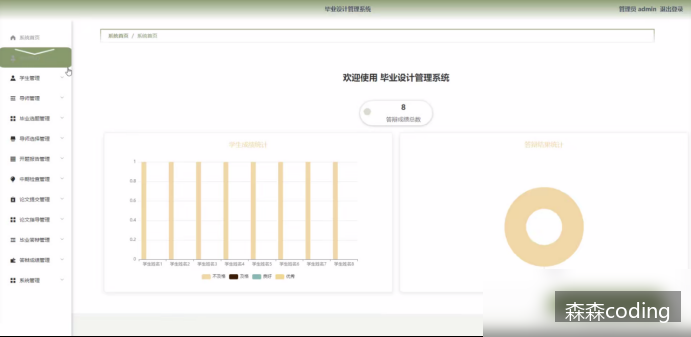 毕业设计管理系统
管理员 admin 退出登录
系统首页
系统首页 / 系统首页
学生管理
导师管理
毕业选题管理
导师选择管理
开题报告管理
中期检查管理
论文提交管理
论文指导管理
毕业答辩管理
答辩成绩管理
系统管理
欢迎使用 毕业设计管理系统
8
答辩成绩总数
学生成绩统计
1
0.8
0.6
0.4
0.2
0
学生姓名1 学生姓名2 学生姓名3 学生姓名4 学生姓名5 学生姓名6 学生姓名7 学生姓名8
不及格 及格 良好 优秀
森森coding